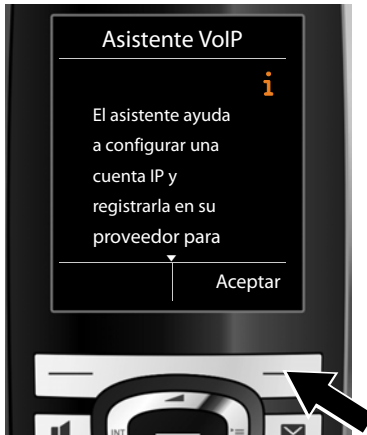 Asistente VoIP
i
El asistente ayuda
a configurar una
cuenta IP y
registrarla en su
proveedor para
Aceptar
INT